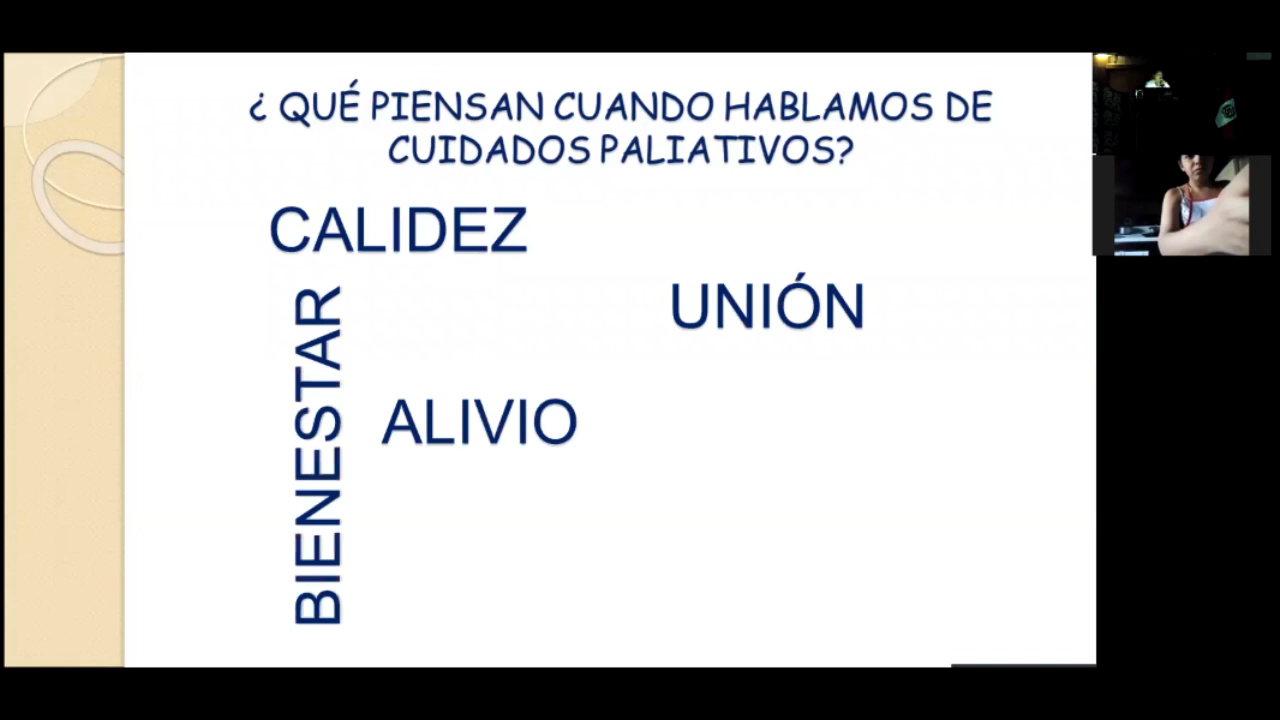 ¿ QUÉ PIENSAN CUANDO HABLAMOS DE
CUIDADOS PALIATIVOS?
CALIDEZ
UNIÓN
BIENESTAR
ALIVIO